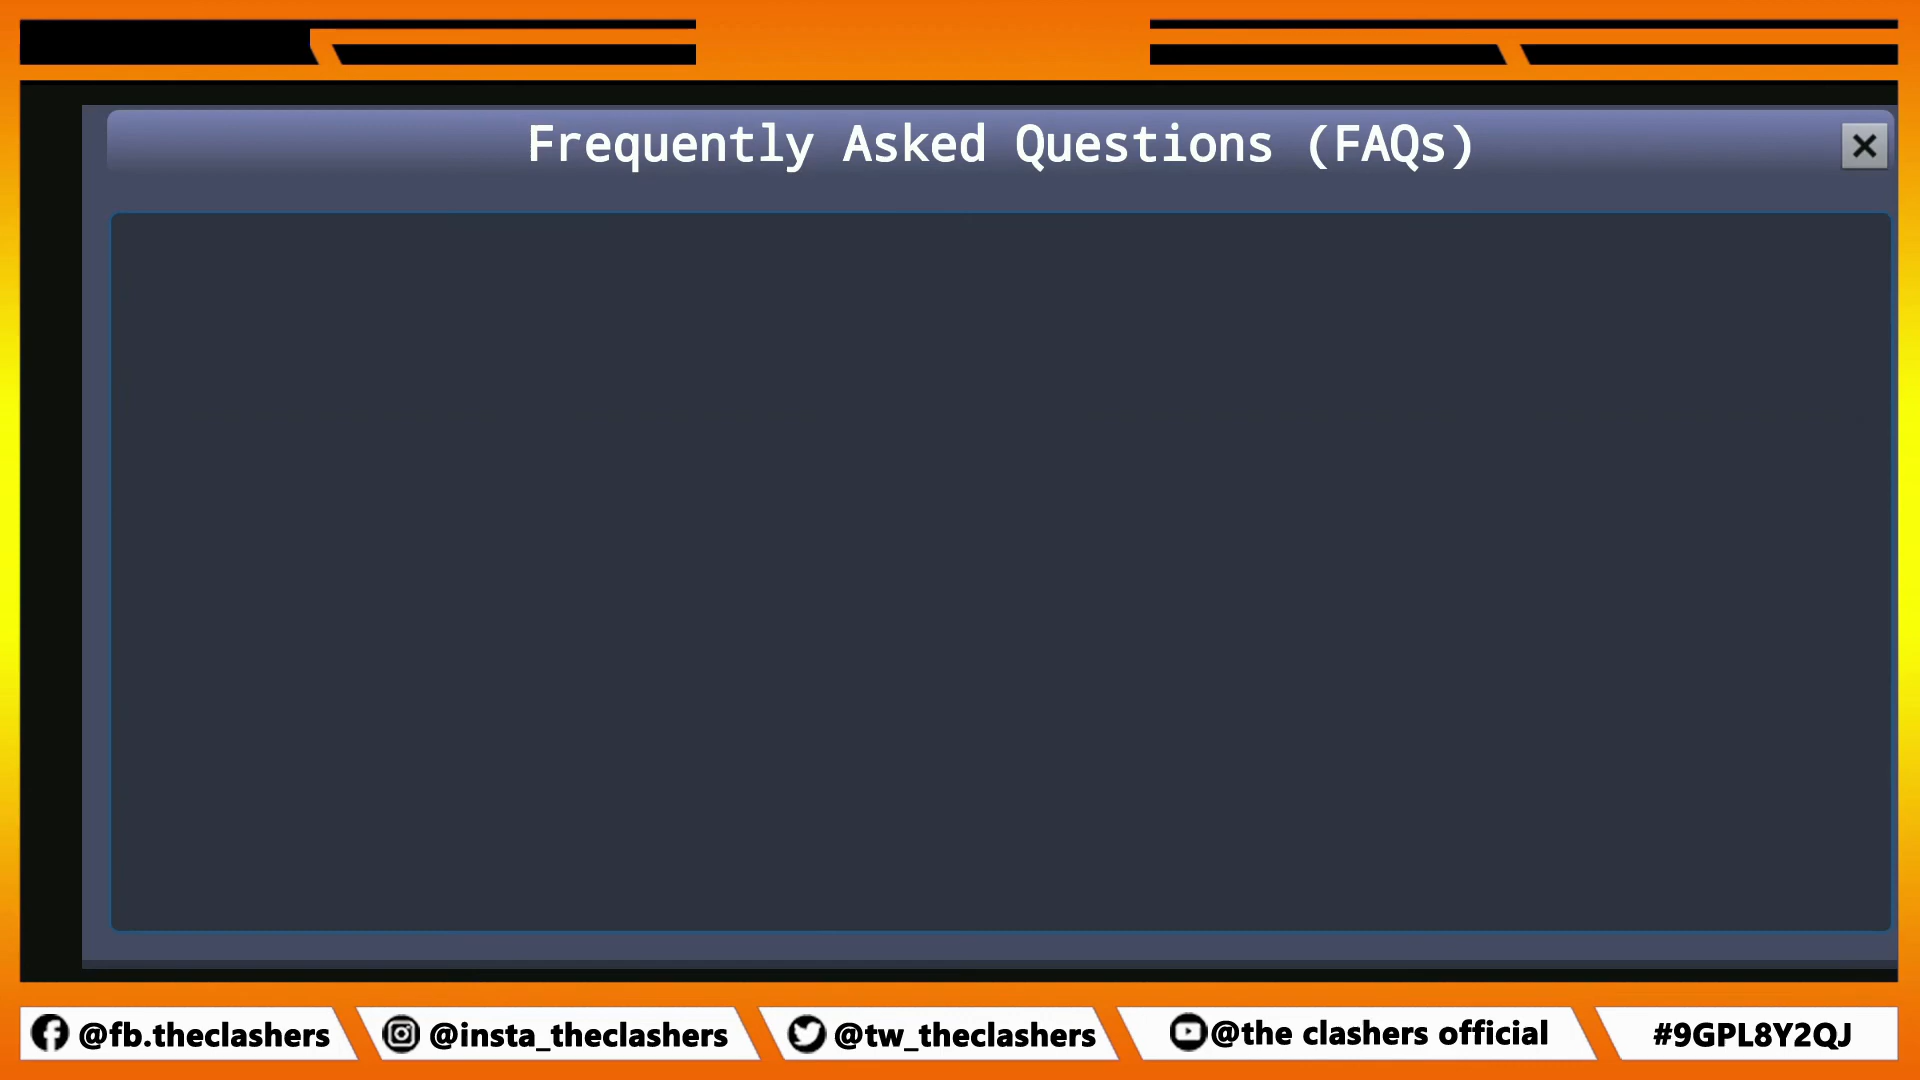 Frequently Asked Questions (FAQs)
@fb.theclashers
@insta_theclashers
@tw_theclashers
@the clashers official
#9GPL8Y2QJ